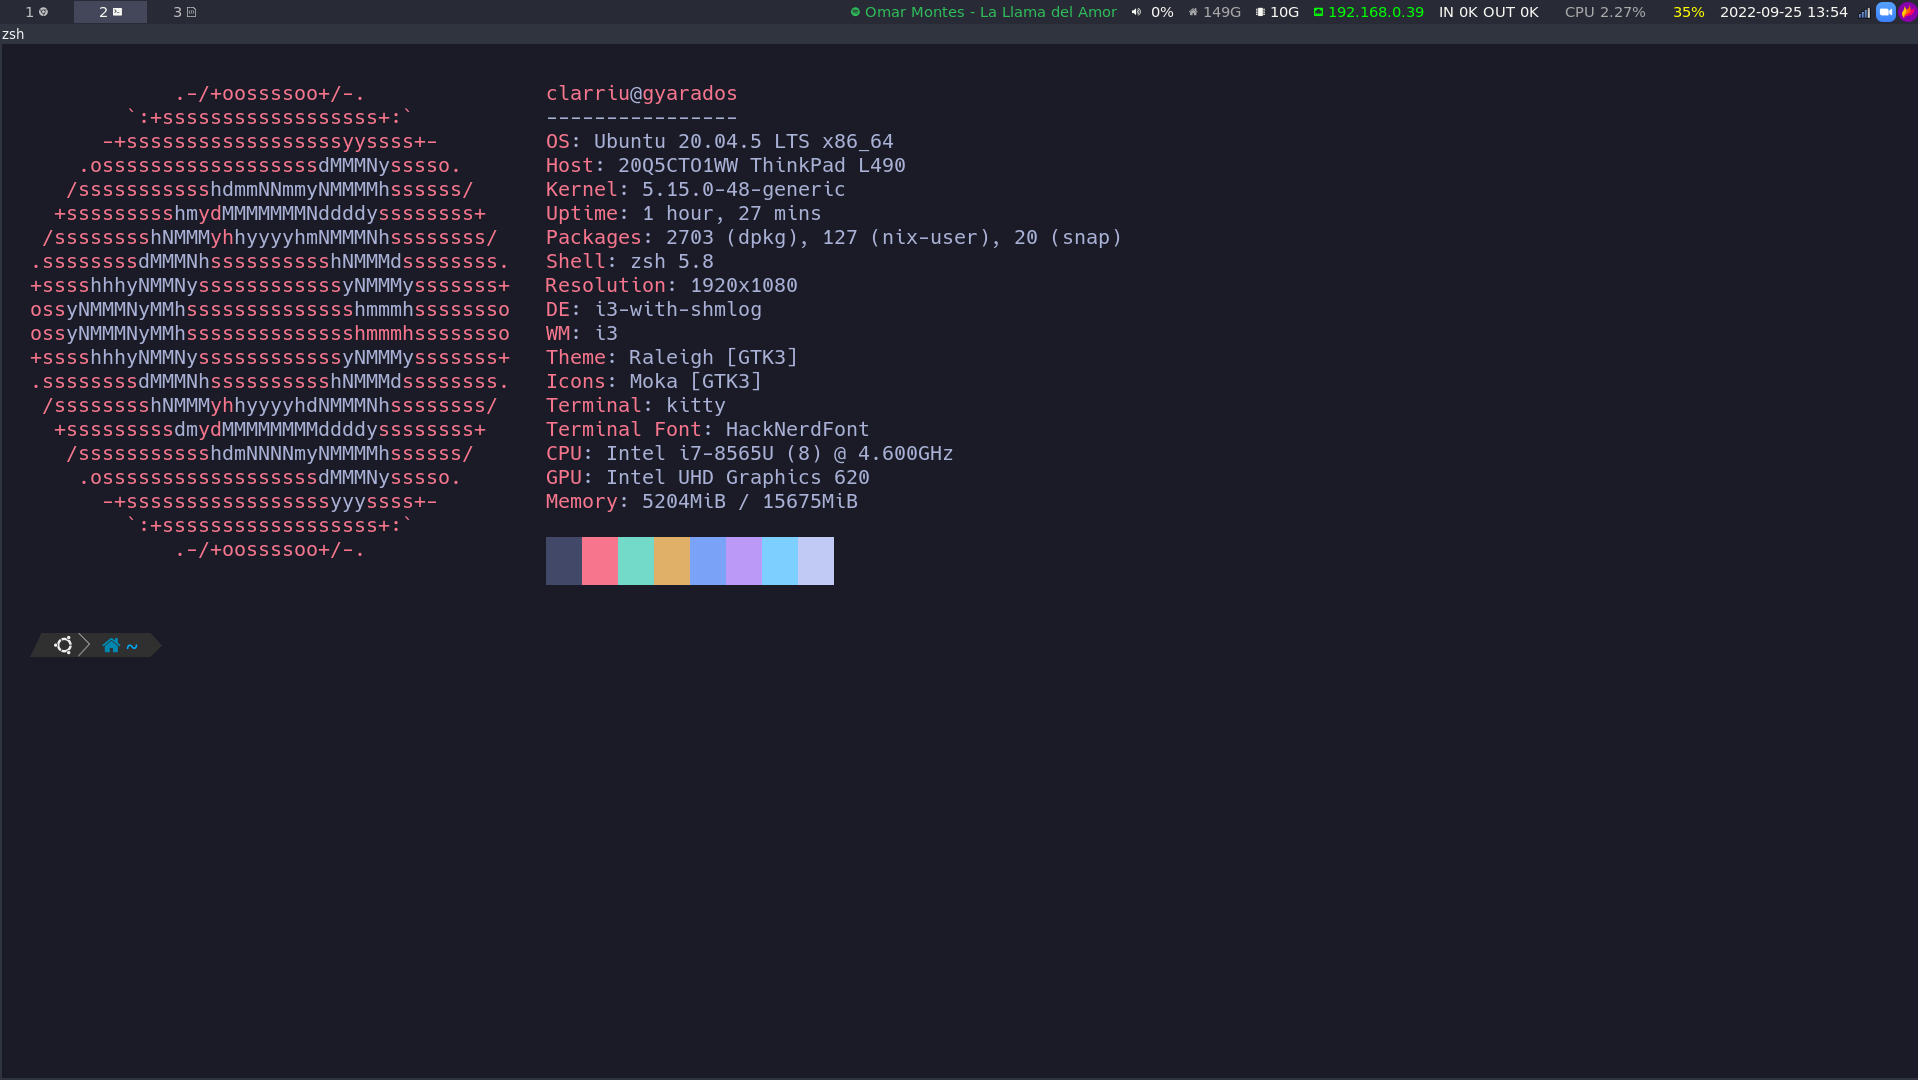 1 2 3 Omar Montes - La Llama del Amor 0% 149G 10G 192.168.0.39 IN 0K OUT 0K CPU 2.27% 35% 2022-09-25 13:54
zsh
.-/+oossssoo+/-. clarriu@gyarados
`:+ssssssssssssssssss+:` ----------------
-+ssssssssssssssssssyyssss+- OS: Ubuntu 20.04.5 LTS x86_64
.ossssssssssssssssssdMMMNysssso. Host: 20Q5CTO1WW ThinkPad L490
/ssssssssssshdmmNNmmyNMMMMhssssss/ Kernel: 5.15.0-48-generic
+ssssssssshmydMMMMMMMNddddyssssssss+ Uptime: 1 hour, 27 mins
/sssssssshNMMMyhhyyyyhmNMMMNhssssssss/ Packages: 2703 (dpkg), 127 (nix-user), 20 (snap)
.ssssssssdMMMNhsssssssssshNMMMdssssssss. Shell: zsh 5.8
+sssshhhyNMMNyssssssssssssyNMMMysssssss+ Resolution: 1920x1080
ossyNMMMNyMMhsssssssssssssshmmmhssssssso DE: i3-with-shmlog
ossyNMMMNyMMhsssssssssssssshmmmhssssssso WM: i3
+sssshhhyNMMNyssssssssssssyNMMMysssssss+ Theme: Raleigh [GTK3]
.ssssssssdMMMNhsssssssssshNMMMdssssssss. Icons: Moka [GTK3]
/sssssssshNMMMyhhyyyyhdNMMMNhssssssss/ Terminal: kitty
+sssssssssdmydMMMMMMMMddddyssssssss+ Terminal Font: HackNerdFont
/ssssssssssshdmNNNNmyNMMMMhssssss/ CPU: Intel i7-8565U (8) @ 4.600GHz
.ossssssssssssssssssdMMMNysssso. GPU: Intel UHD Graphics 620
-+sssssssssssssssssyyyssss+- Memory: 5204MiB / 15675MiB
`:+ssssssssssssssssss+:`
.-/+oossssoo+/-.
~